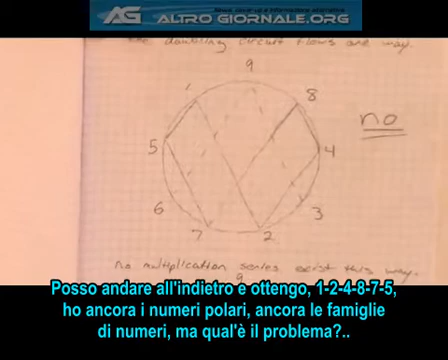 AG ALTRO GIORNALE.ORG
the doubling circuit flows one way.
9
8
5
4
no
6
3
7
2
no multiplication series exist this way.
9
Posso andare all'indietro e ottengo, 1-2-4-8-7-5,
ho ancora i numeri polari, ancora le famiglie
di numeri, ma qual'è il problema?..